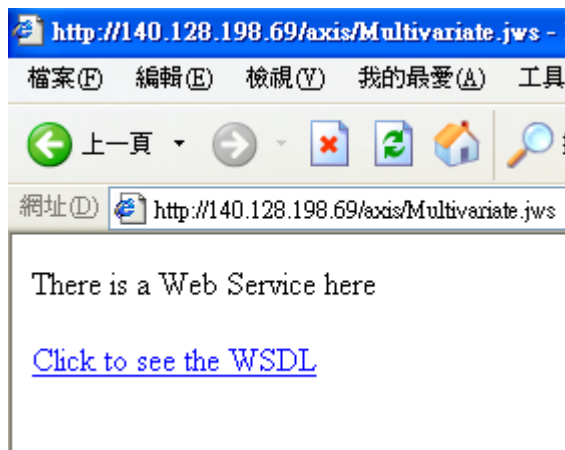 http://140.128.198.69/axis/Multivariate.jws -
檔案(F) 編輯(E) 檢視(V) 我的最愛(A) 工具
上一頁
網址(D) http://140.128.198.69/axis/Multivariate.jws
There is a Web Service here
Click to see the WSDL